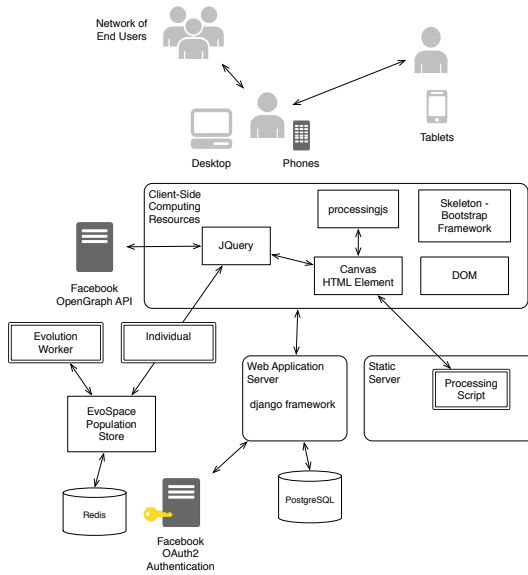 Network of
End Users
Desktop
Phones
Tablets
Client-Side
Computing
Resources
processingjs
Skeleton -
Bootstrap
Framework
JQuery
Canvas
HTML Element
DOM
Facebook
OpenGraph API
Evolution
Worker
Individual
Web Application
Server
django framework
Static
Server
Processing
Script
EvoSpace
Population
Store
Redis
PostgreSQL
Facebook
OAuth2
Authentication